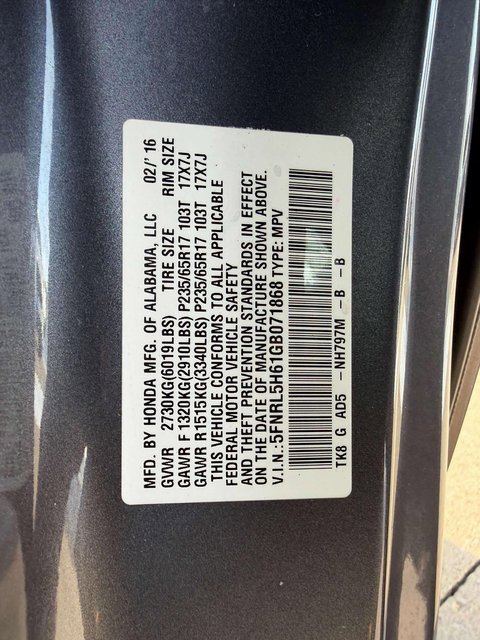 MFD. BY HONDA MFG. OF ALABAMA, LLC 02/'16
GVWR 2730KG(6019LBS) TIRE SIZE RIM SIZE
GAWR F 1320KG(2910LBS) P235/65R17 103T 17X7J
GAWR R1515KG(3340LBS) P235/65R17 103T 17X7J
THIS VEHICLE CONFORMS TO ALL APPLICABLE
FEDERAL MOTOR VEHICLE SAFETY
AND THEFT PREVENTION STANDARDS IN EFFECT
ON THE DATE OF MANUFACTURE SHOWN ABOVE.
V.I.N.:5FNRL5H61GB071868 TYPE: MPV
TK8 G AD5 -NH797M -B -B